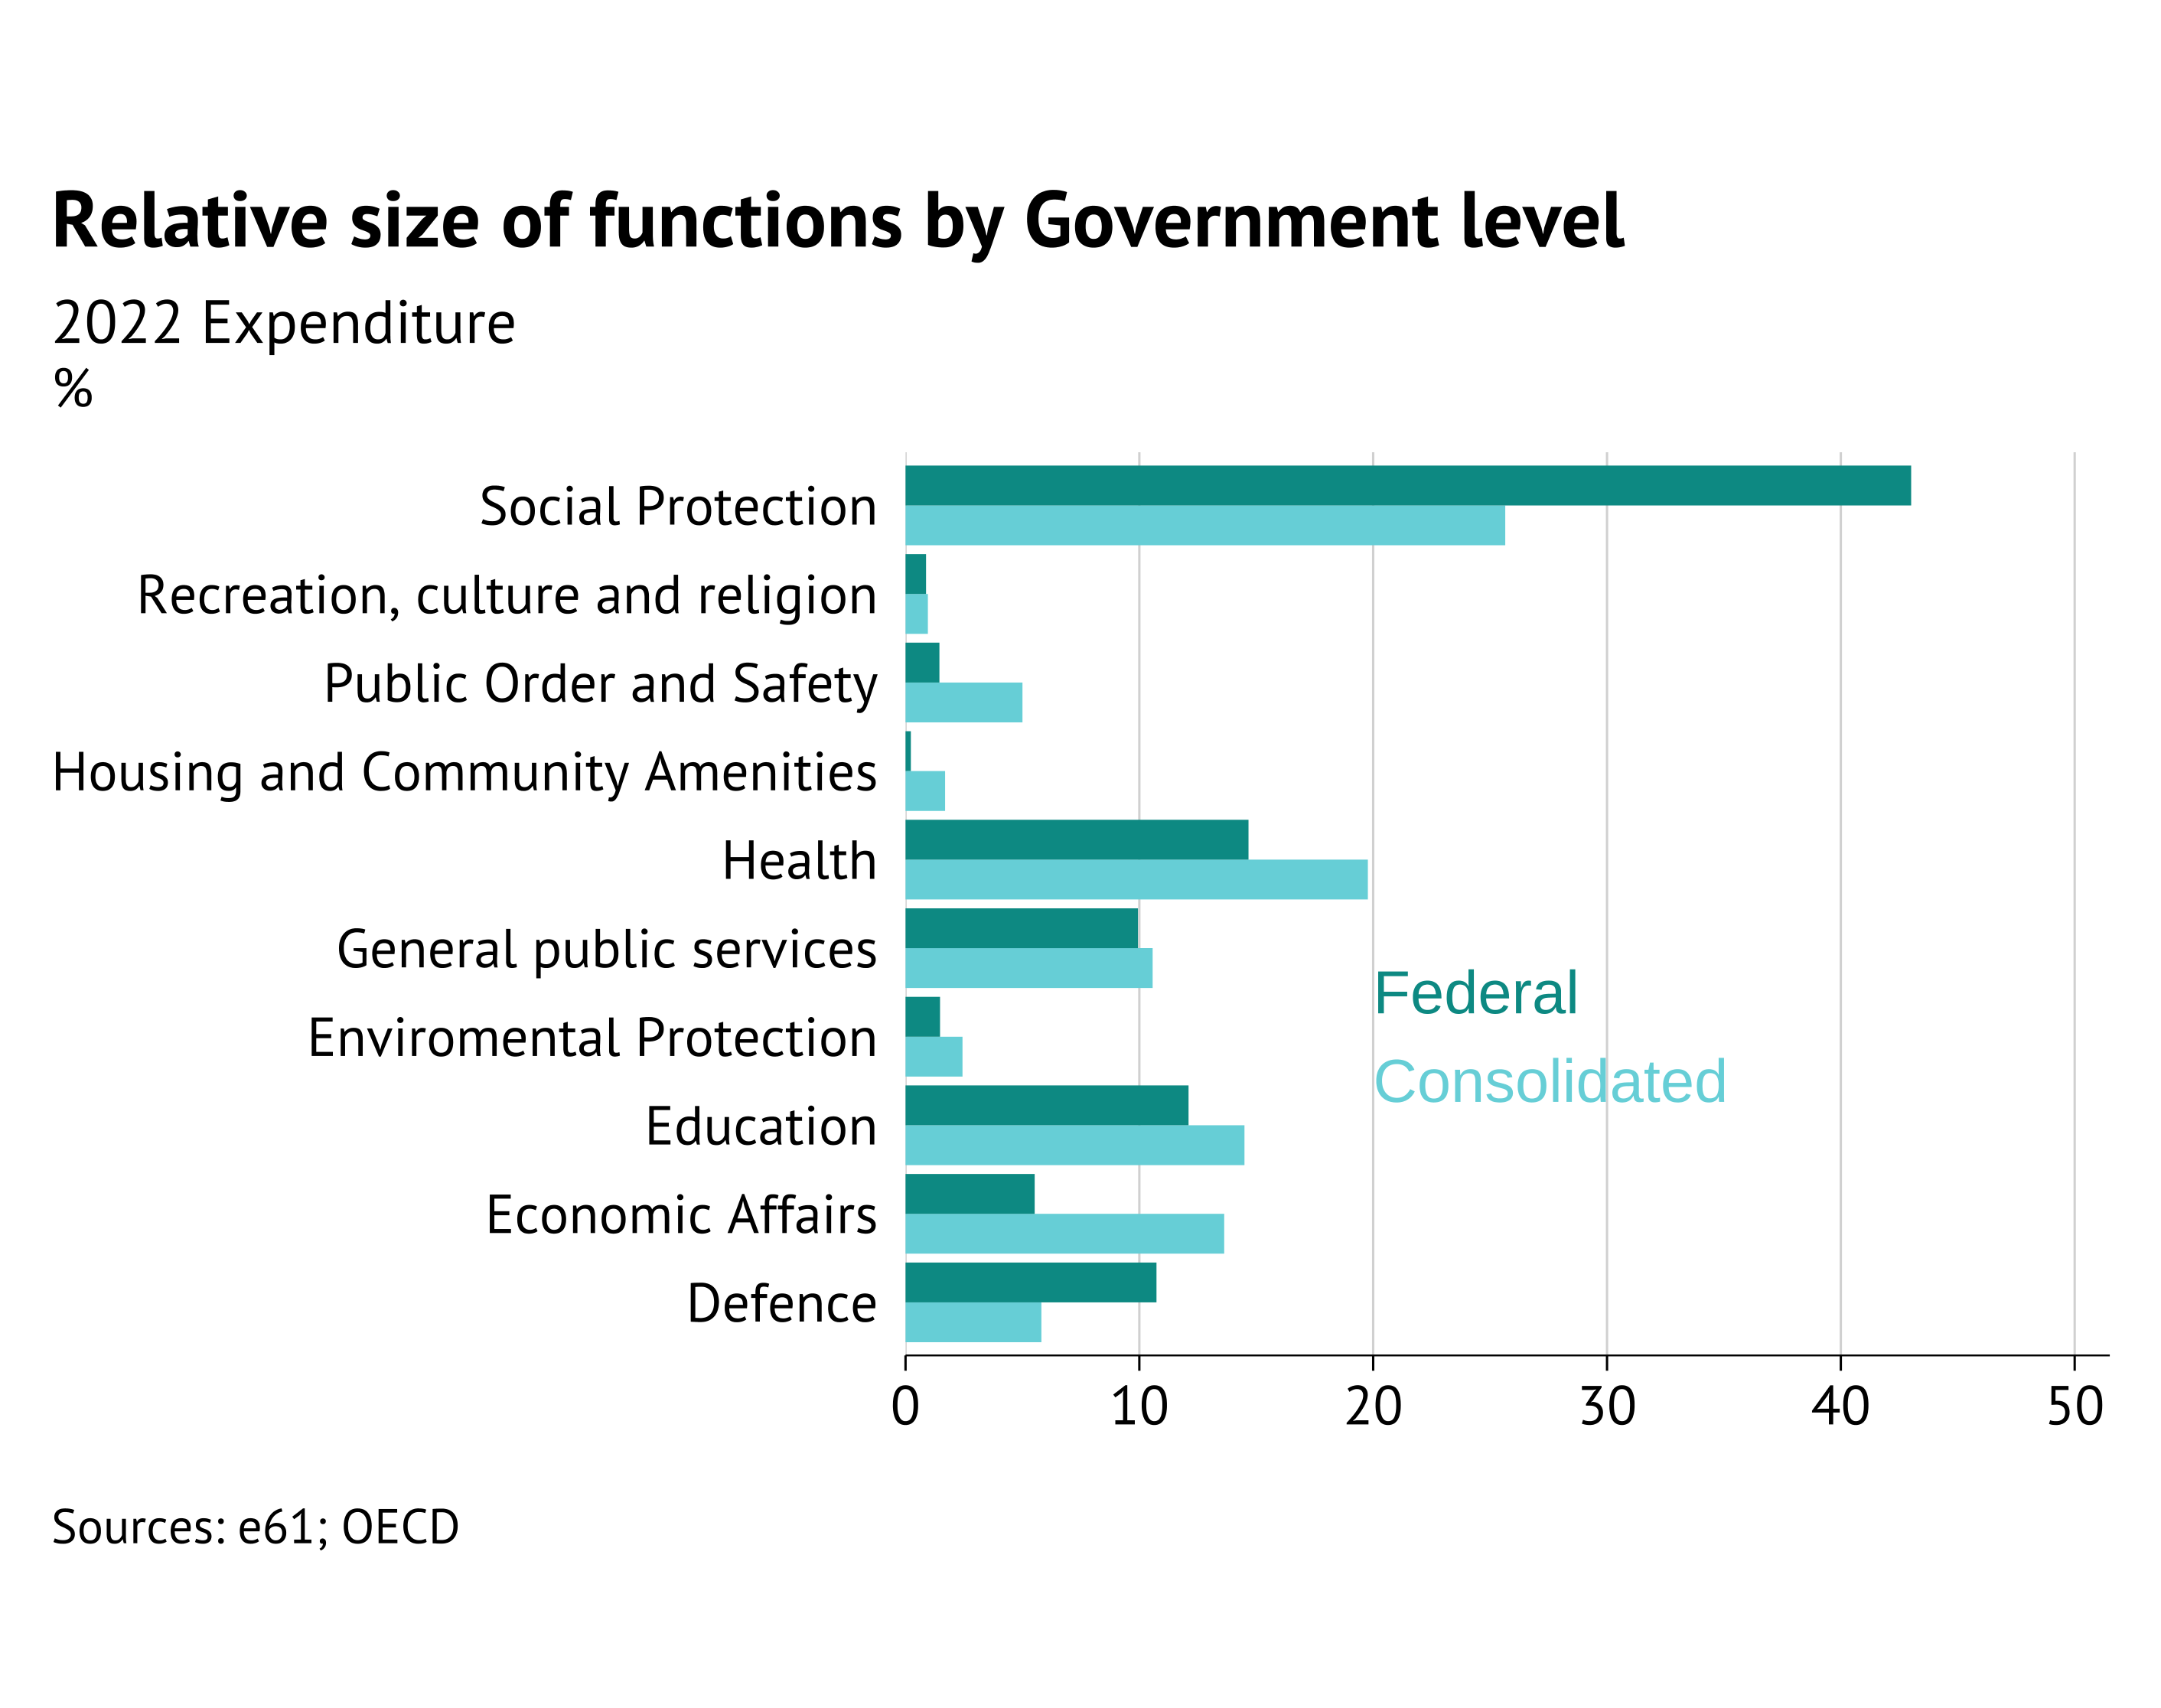 Relative size of functions by Government level
2022 Expenditure
%
Social Protection
Recreation, culture and religion
Public Order and Safety
Housing and Community Amenities
Health
General public services
Enviromental Protection
Education
Economic Affairs
Defence
Federal
Consolidated
0 10 20 30 40 50
Sources: e61; OECD